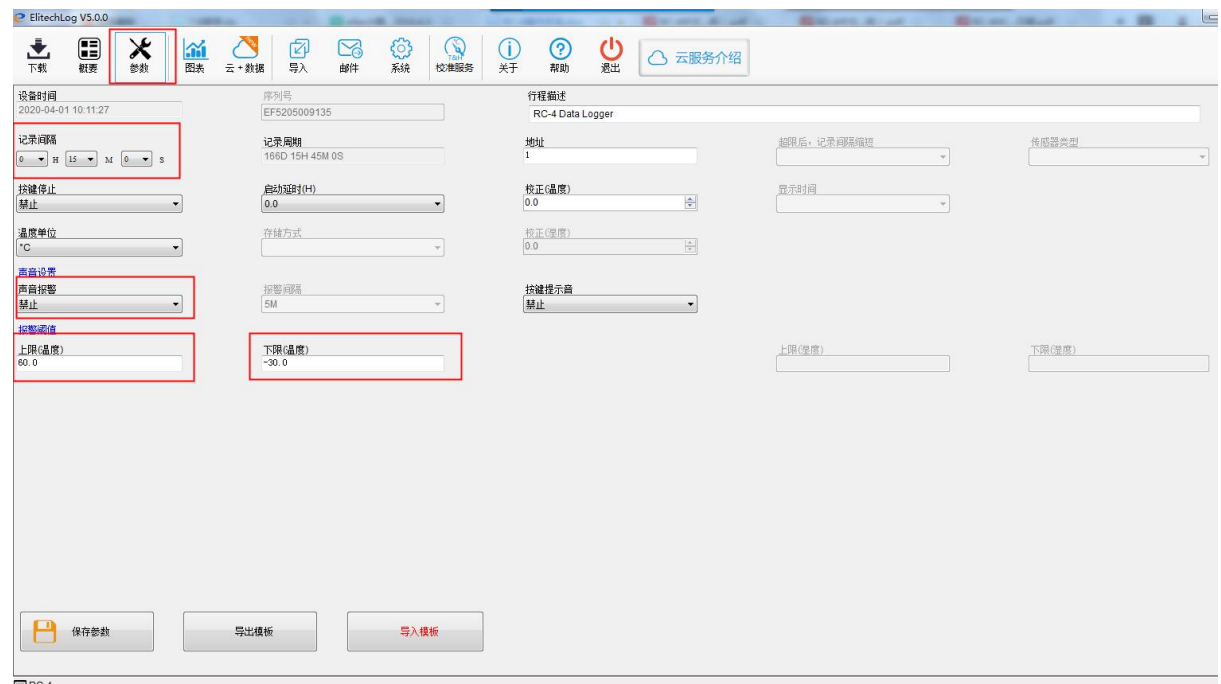 ElitechLog V5.0.0
下载 概要 参数 图表 云+数据 导入 邮件 系统 校准服务 关于 帮助 退出 云服务介绍
设备时间 序列号 行程描述
2020-04-01 10:11:27 EF5205009135 RC-4 Data Logger
记录间隔 记录周期 地址 超限后，记录间隔缩短 传感器类型
0 H 15 M 0 S 166D 15H 45M 0S 1
按键停止 启动延时(H) 校正(温度) 显示时间
禁止 0.0 0.0
温度单位 存储方式 校正(湿度)
°C 0.0
声音设置
声音报警 报警间隔 按键提示音
禁止 5M 禁止
报警阈值
上限(温度) 下限(温度) 上限(湿度) 下限(湿度)
60.0 -30.0
保存参数 导出模板 导入模板